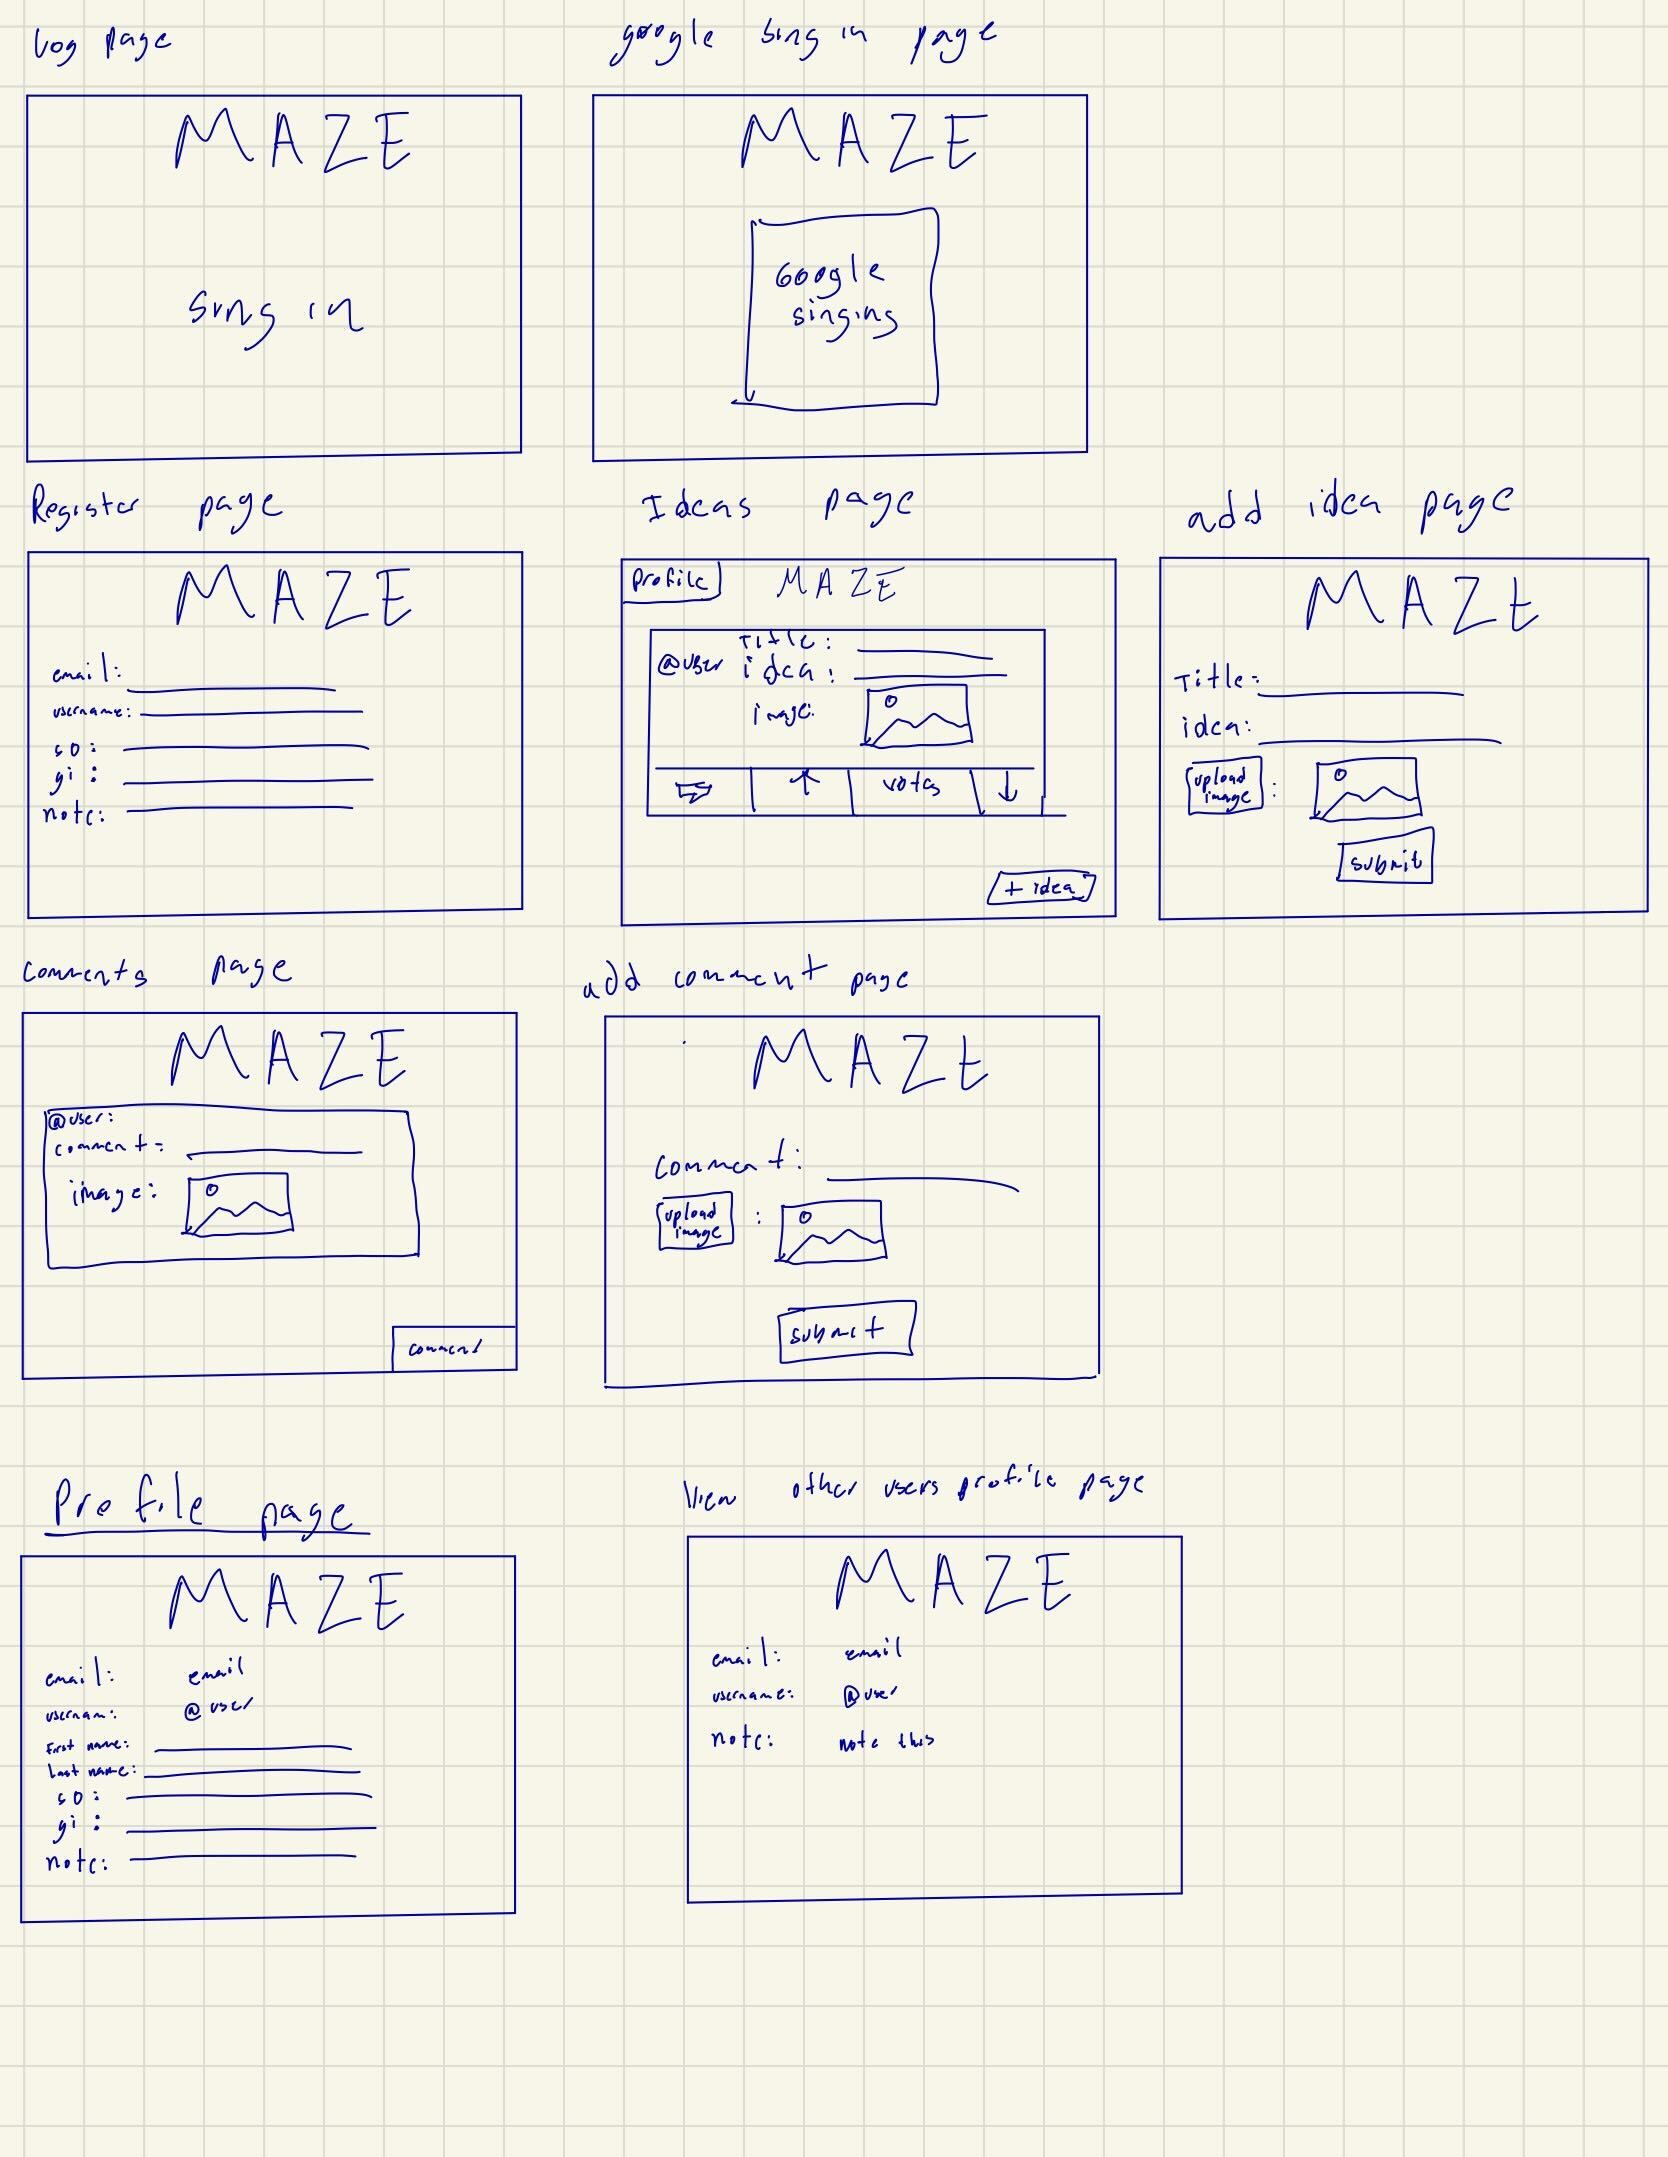 Log page
google sing in page
MAZE
sing in
MAZE
Google
singing
Register page
MAZE
email:
username:
so:
gi:
note:
Ideas page
Profile
MAZE
@user
Title:
idea:
image:
votes
+ idea
add idea page
MAZE
Title:
idea:
upload
image
:
submit
Comments page
MAZE
@user:
comment:
image:
comment
add comment page
MAZE
Comment:
upload
image
:
submit
Profile page
MAZE
email: email
usernam: @user
First name:
Last name:
so:
gi:
note:
View other users profile page
MAZE
email: email
username: @user
note: note this